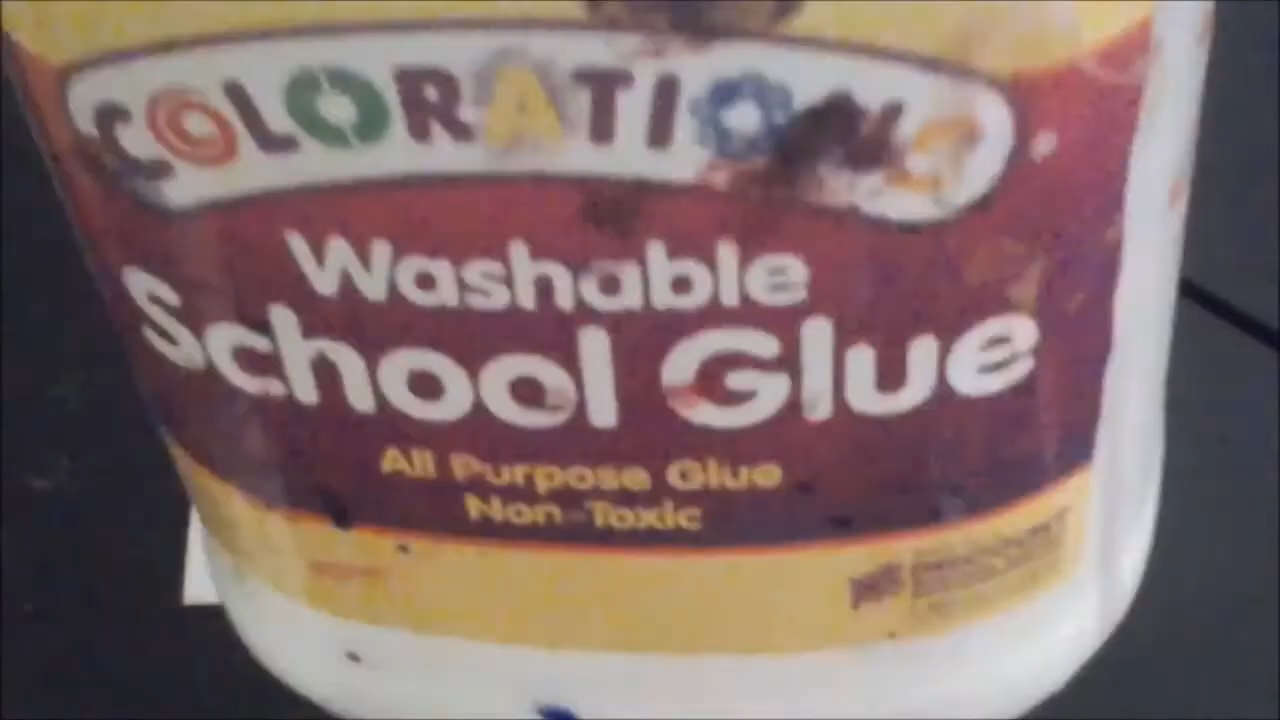 COLORATIONS
Washable
School Glue
All Purpose Glue
Non-Toxic